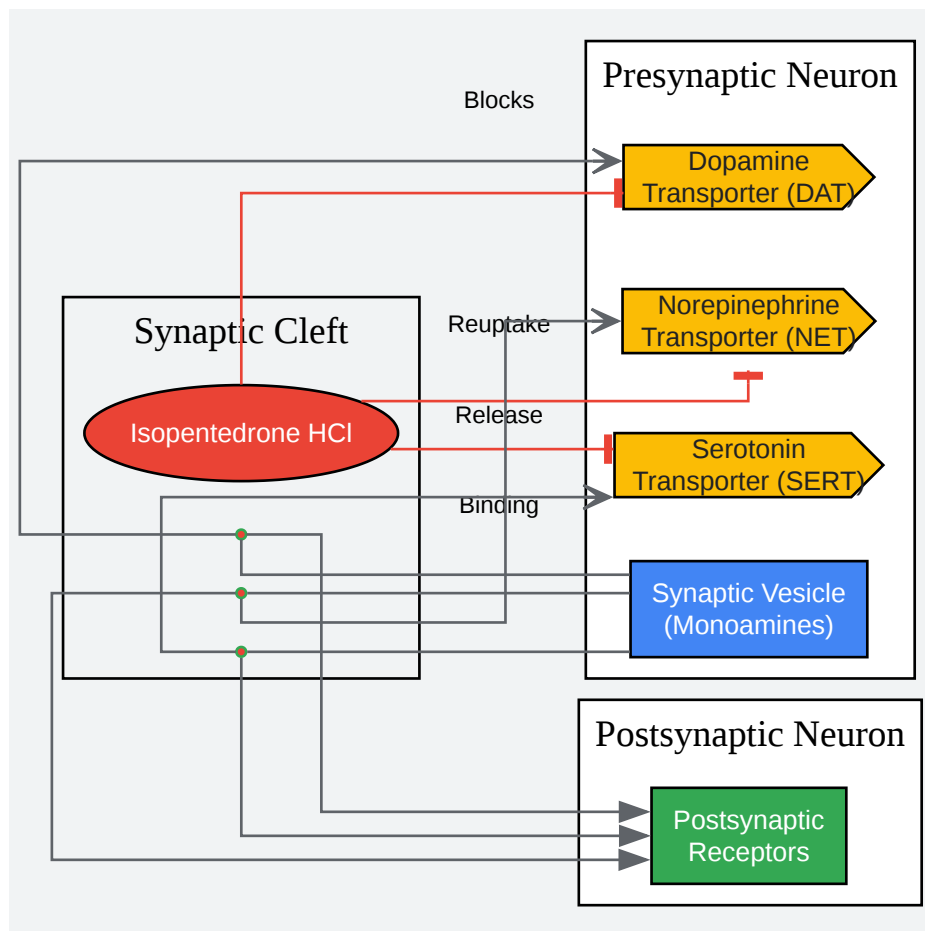 Presynaptic Neuron
Blocks
Dopamine
Transporter (DAT)
Norepinephrine
Transporter (NET)
Synaptic Cleft
Reuptake
Release
Isopentedrone HCl
Serotonin
Transporter (SERT)
Binding
Synaptic Vesicle
(Monoamines)
Postsynaptic Neuron
Postsynaptic
Receptors